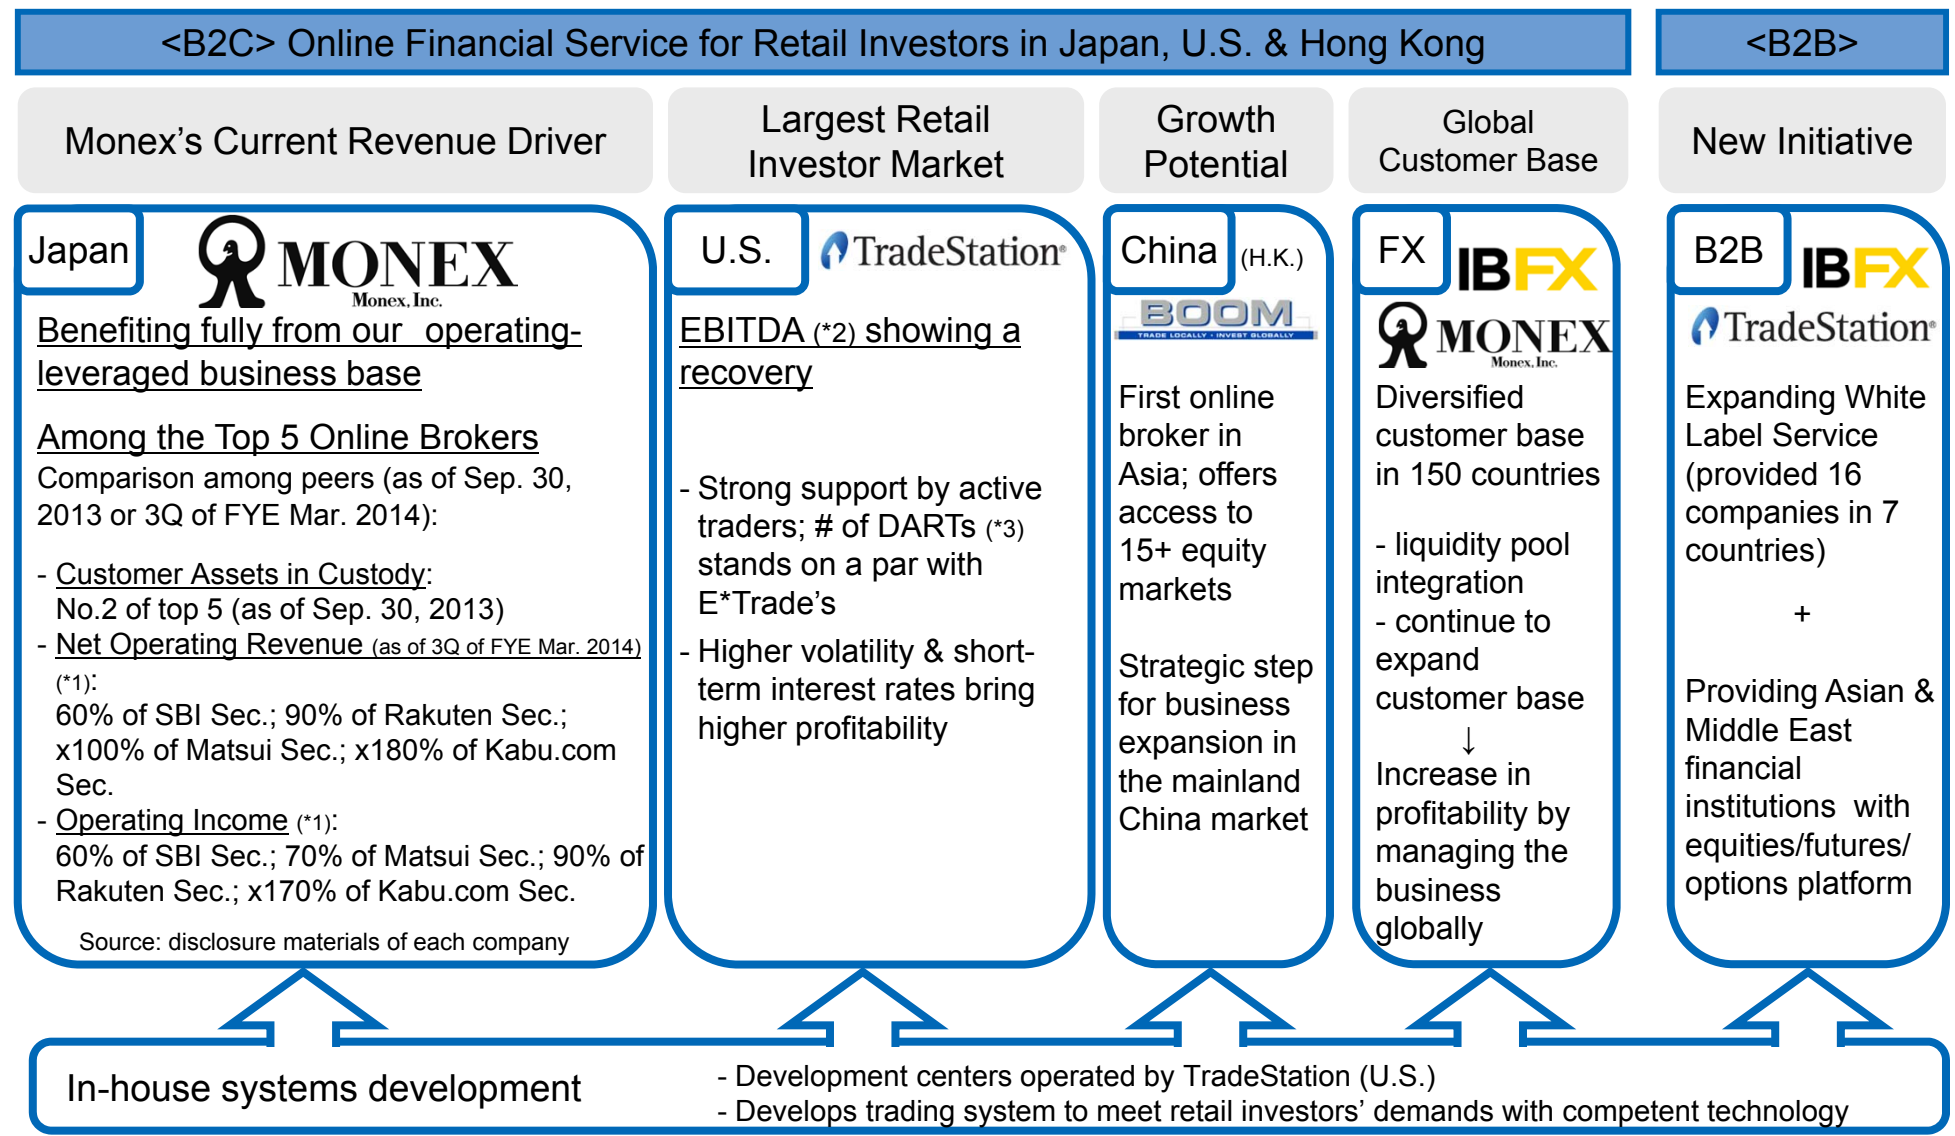 <B2C> Online Financial Service for Retail Investors in Japan, U.S. & Hong Kong
<B2B>
Monex’s Current Revenue Driver
Largest Retail
Investor Market
Growth
Potential
Global
Customer Base
New Initiative
Japan
MONEX
Monex, Inc.
Benefiting fully from our operating-
leveraged business base
Among the Top 5 Online Brokers
Comparison among peers (as of Sep. 30,
2013 or 3Q of FYE Mar. 2014):
- Customer Assets in Custody:
No.2 of top 5 (as of Sep. 30, 2013)
- Net Operating Revenue (as of 3Q of FYE Mar. 2014)
(*1):
60% of SBI Sec.; 90% of Rakuten Sec.;
x100% of Matsui Sec.; x180% of Kabu.com
Sec.
- Operating Income (*1):
60% of SBI Sec.; 70% of Matsui Sec.; 90% of
Rakuten Sec.; x170% of Kabu.com Sec.
Source: disclosure materials of each company
U.S.
TradeStation®
EBITDA (*2) showing a
recovery
- Strong support by active
traders; # of DARTs (*3)
stands on a par with
E*Trade’s
- Higher volatility & short-
term interest rates bring
higher profitability
China (H.K.)
BOOM
TRADE LOCALLY • INVEST GLOBALLY
First online
broker in
Asia; offers
access to
15+ equity
markets
Strategic step
for business
expansion in
the mainland
China market
FX
IBFX
MONEX
Monex, Inc.
Diversified
customer base
in 150 countries
- liquidity pool
integration
- continue to
expand
customer base
↓
Increase in
profitability by
managing the
business
globally
B2B
IBFX
TradeStation®
Expanding White
Label Service
(provided 16
companies in 7
countries)
+
Providing Asian &
Middle East
financial
institutions with
equities/futures/
options platform
In-house systems development
- Development centers operated by TradeStation (U.S.)
- Develops trading system to meet retail investors’ demands with competent technology